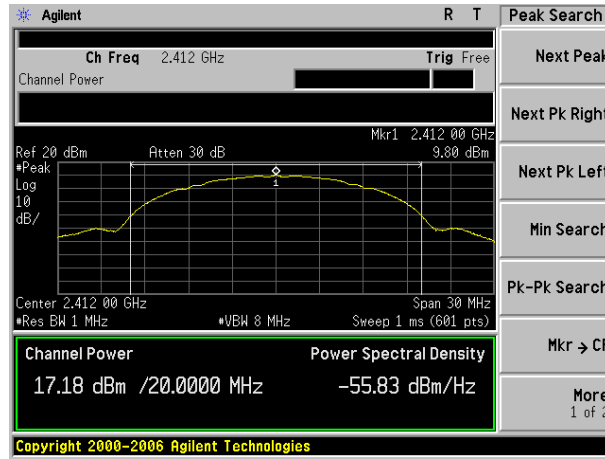 Agilent R T Peak Search
Ch Freq 2.412 GHz Trig Free
Channel Power
Next Peak
Next Pk Right
Mkr1 2.412 00 GHz
Ref 20 dBm Atten 30 dB 9.80 dBm
#Peak
Log
10
dB/
1
Next Pk Left
Min Search
Pk-Pk Search
Center 2.412 00 GHz Span 30 MHz
#Res BW 1 MHz #VBW 8 MHz Sweep 1 ms (601 pts)
Channel Power Power Spectral Density
17.18 dBm /20.0000 MHz -55.83 dBm/Hz
Mkr → CF
More
1 of 2
Copyright 2000-2006 Agilent Technologies